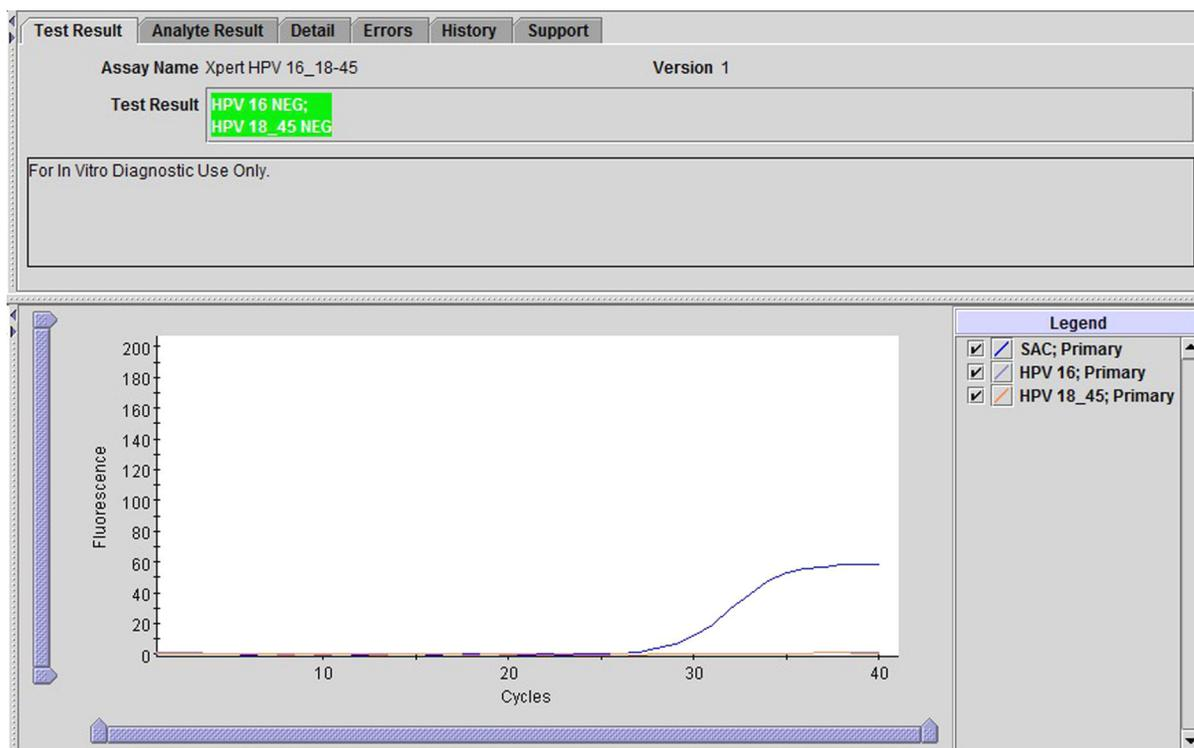 Test Result Analyte Result Detail Errors History Support
Assay Name Xpert HPV 16_18-45 Version 1
Test Result HPV 16 NEG;
HPV 18_45 NEG
For In Vitro Diagnostic Use Only.
Legend
SAC; Primary
HPV 16; Primary
HPV 18_45; Primary
Fluorescence
200
180
160
140
120
100
80
60
40
20
0
10 20 30 40
Cycles